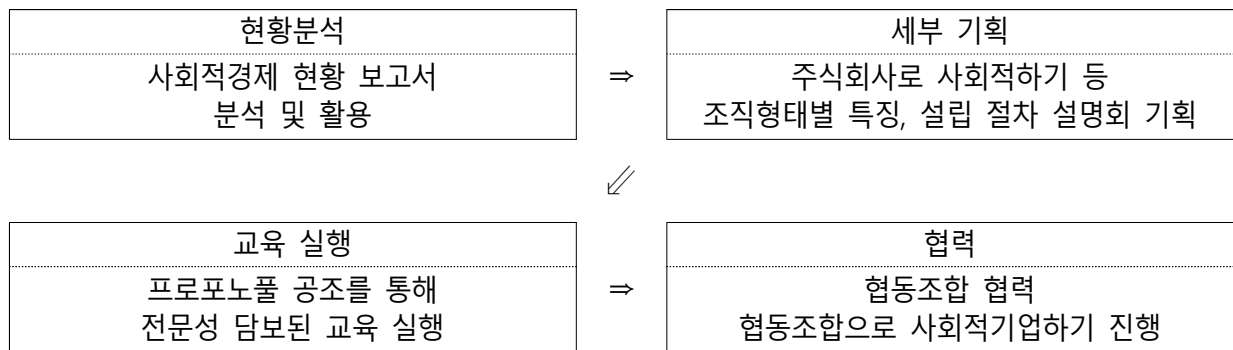 현황분석
사회적경제 현황 보고서
분석 및 활용
⇒
세부 기획
주식회사로 사회적하기 등
조직형태별 특징, 설립 절차 설명회 기획
⇙
교육 실행
프로포노풀 공조를 통해
전문성 담보된 교육 실행
⇒
협력
협동조합 협력
협동조합으로 사회적기업하기 진행